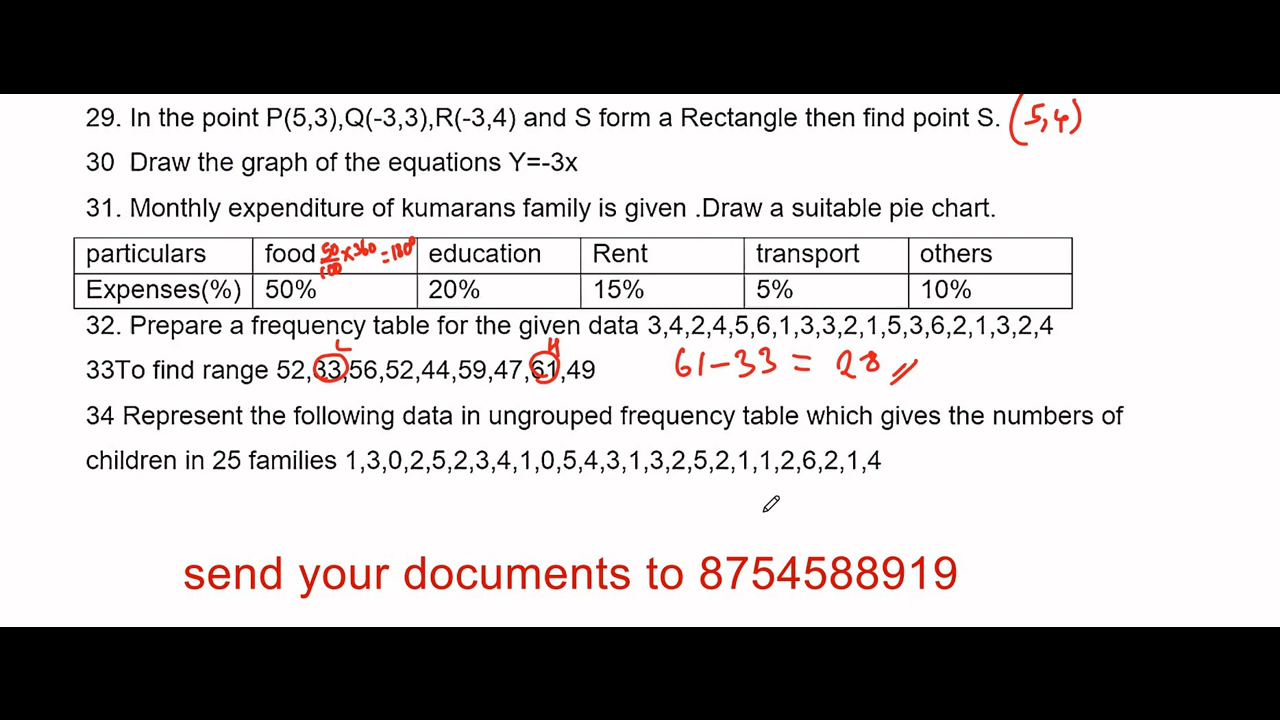 29. In the point P(5,3),Q(-3,3),R(-3,4) and S form a Rectangle then find point S. (5,4)
30 Draw the graph of the equations Y=-3x
31. Monthly expenditure of kumarans family is given .Draw a suitable pie chart.
particulars food 50/100 x 360 = 180° education Rent transport others
Expenses(%) 50% 20% 15% 5% 10%
32. Prepare a frequency table for the given data 3,4,2,4,5,6,1,3,3,2,1,5,3,6,2,1,3,2,4
L H
33To find range 52,33,56,52,44,59,47,61,49 61-33 = 28 //
34 Represent the following data in ungrouped frequency table which gives the numbers of
children in 25 families 1,3,0,2,5,2,3,4,1,0,5,4,3,1,3,2,5,2,1,1,2,6,2,1,4
send your documents to 8754588919